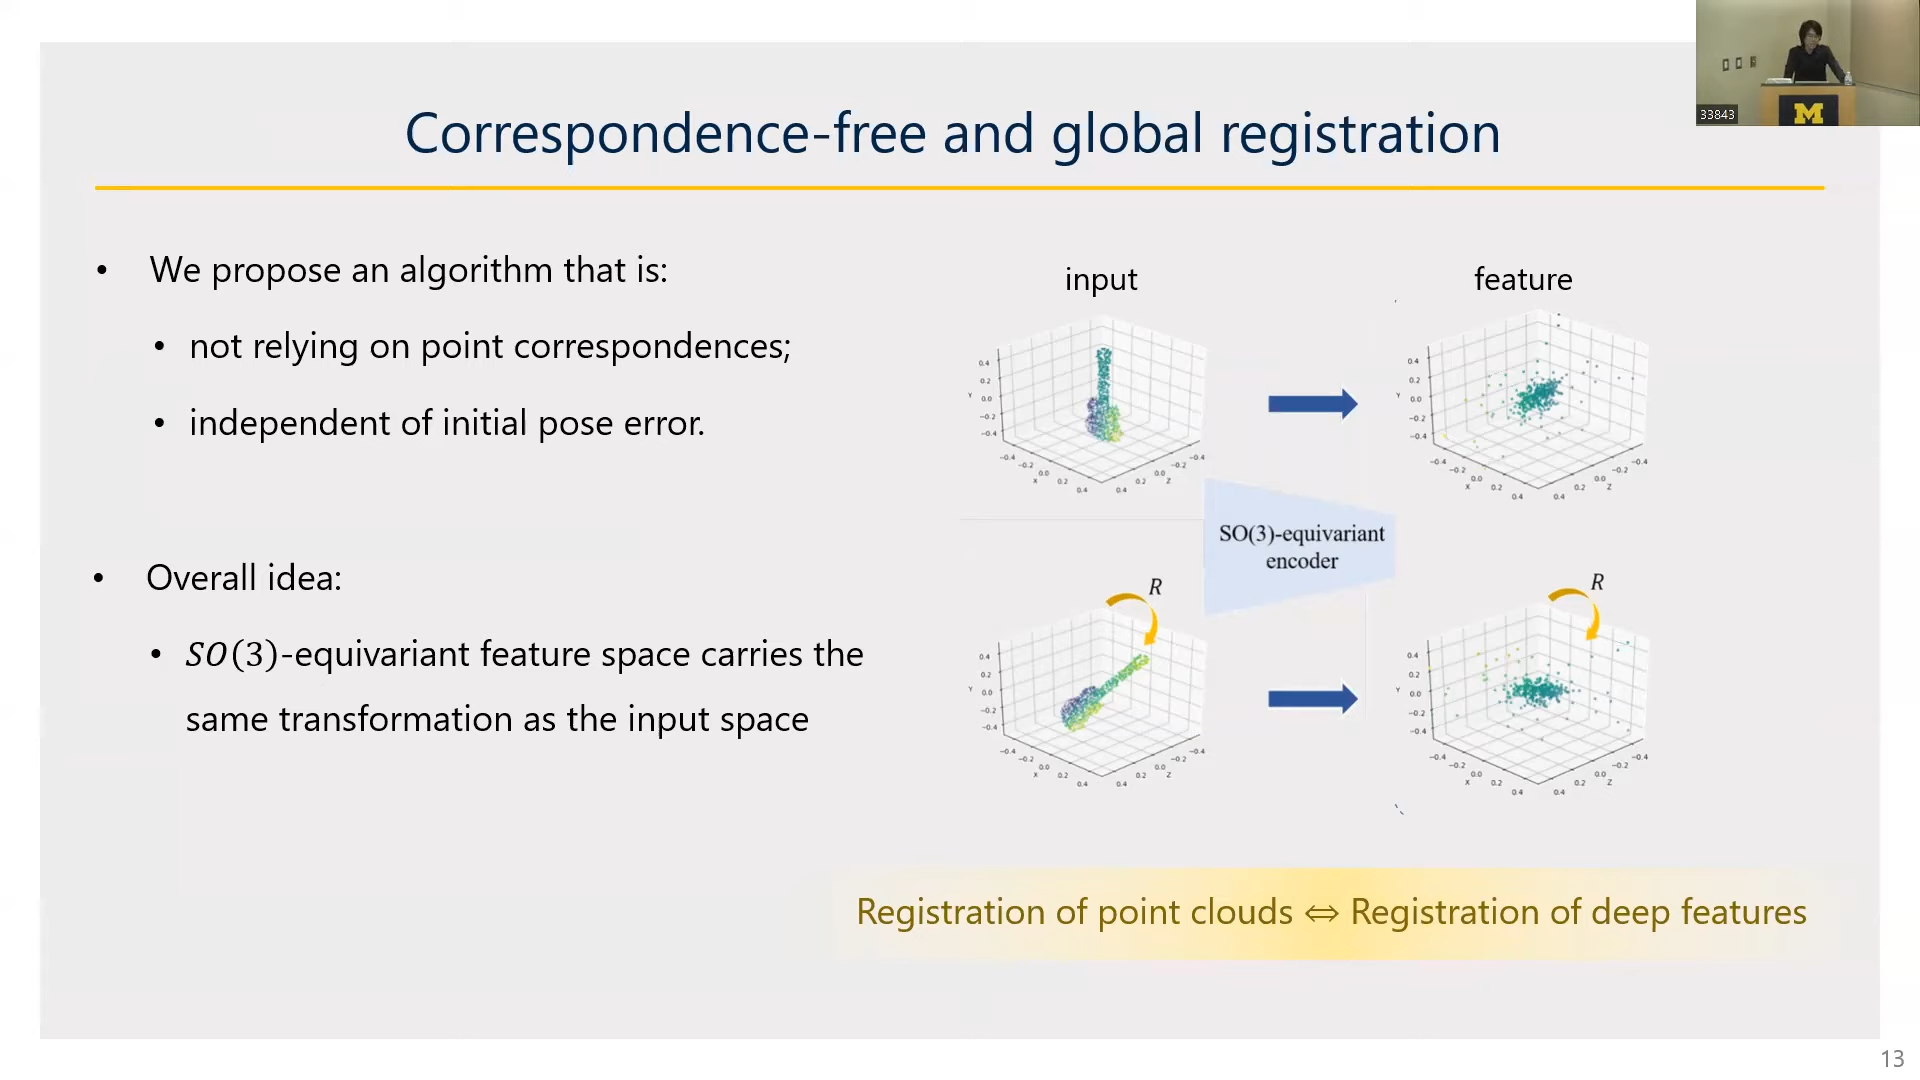 33843
M
Correspondence-free and global registration
• We propose an algorithm that is:
• not relying on point correspondences;
• independent of initial pose error.
• Overall idea:
• SO(3)-equivariant feature space carries the
same transformation as the input space
input
feature
SO(3)-equivariant
encoder
R
R
Registration of point clouds ⇔ Registration of deep features
13